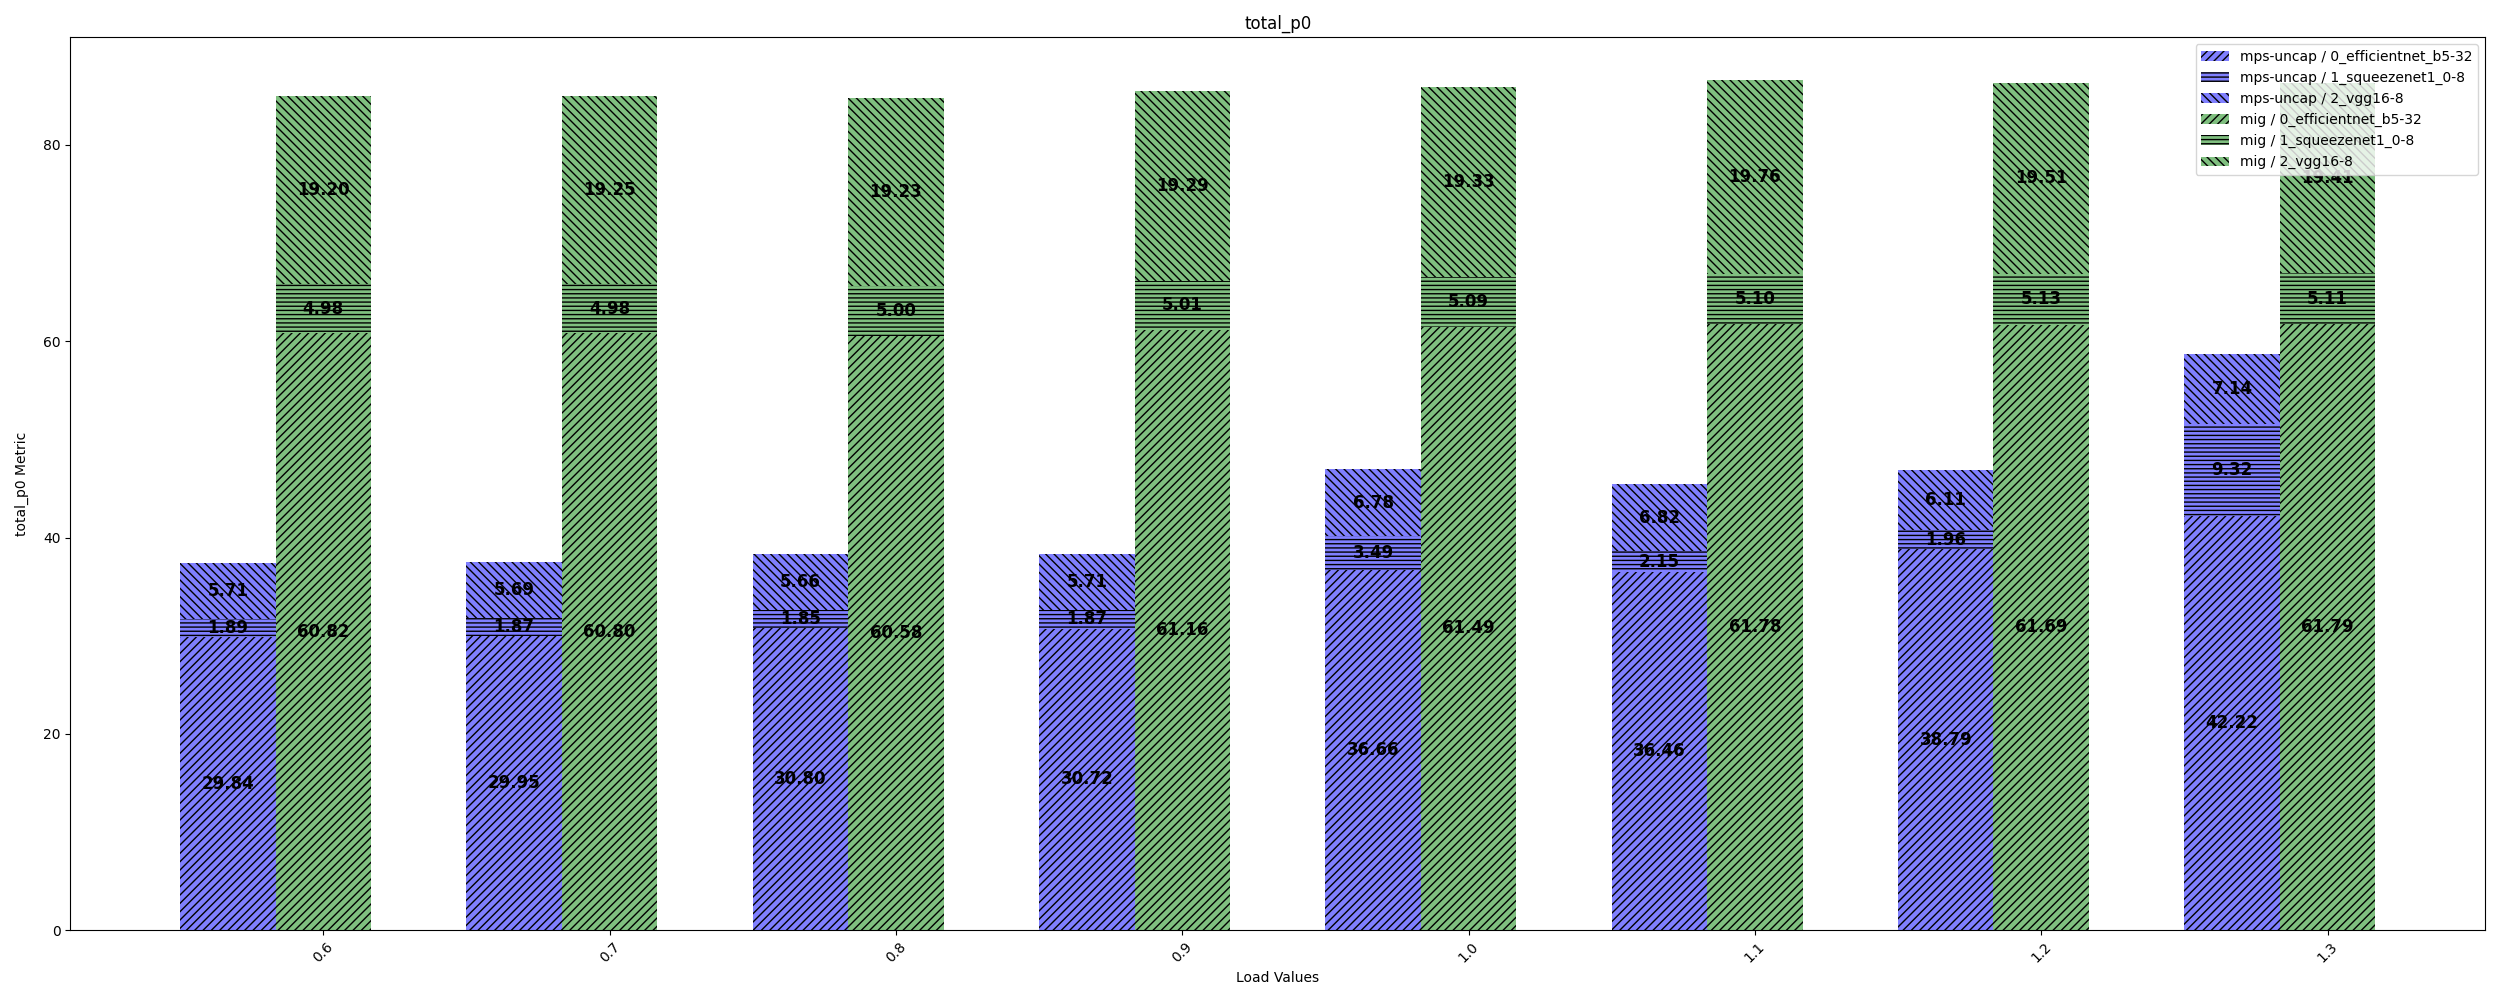 total_p0
mps-uncap / 0_efficientnet_b5-32
mps-uncap / 1_squeezenet1_0-8
mps-uncap / 2_vgg16-8
mig / 0_efficientnet_b5-32
mig / 1_squeezenet1_0-8
mig / 2_vgg16-8
total_p0 Metric
80
60
40
20
0
19.20 19.25 19.23 19.29 19.33 19.76 19.51 19.41
4.98 4.98 5.00 5.01 5.09 5.10 5.13 5.11
60.82 60.80 60.58 61.16 61.49 61.78 61.69 61.79
5.71 5.69 5.66 5.71 6.78 6.82 6.11 7.14
1.89 1.87 1.85 1.87 3.49 2.15 1.96 9.32
29.84 29.95 30.80 30.72 36.66 36.46 38.79 42.22
0.6 0.7 0.8 0.9 1.0 1.1 1.2 1.3
Load Values